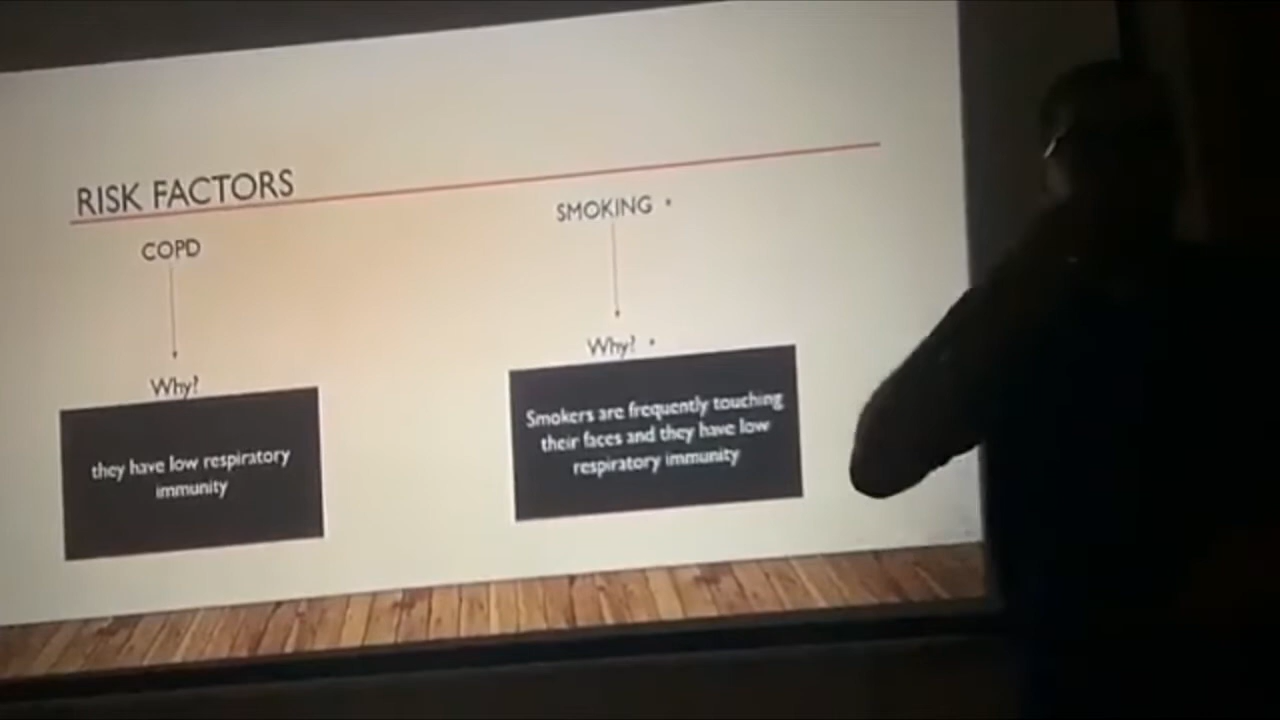 RISK FACTORS
COPD
Why?
they have low respiratory
immunity
SMOKING •
Why? •
Smokers are frequently touching
their faces and they have low
respiratory immunity